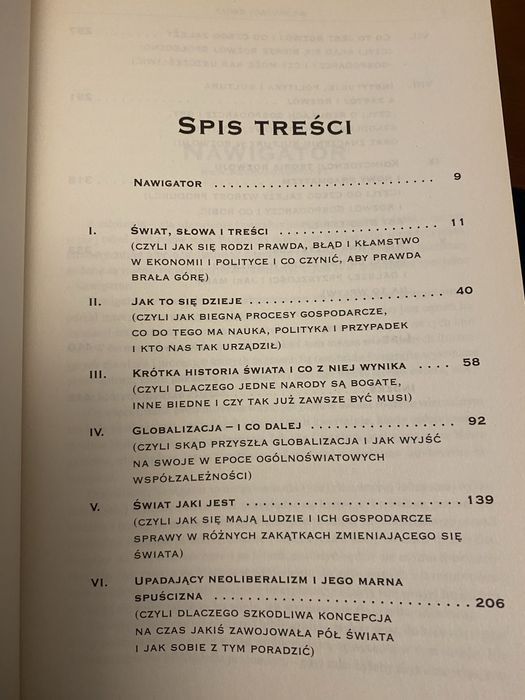 SPIS TREŚCI
NAWIGATOR .................................. 9
I. ŚWIAT, SŁOWA I TREŚCI ......................... 11
(CZYLI JAK SIĘ RODZI PRAWDA, BŁĄD I KŁAMSTWO
W EKONOMII I POLITYCE I CO CZYNIĆ, ABY PRAWDA
BRAŁA GÓRĘ)
II. JAK TO SIĘ DZIEJE ............................. 40
(CZYLI JAK BIEGNĄ PROCESY GOSPODARCZE,
CO DO TEGO MA NAUKA, POLITYKA I PRZYPADEK
I KTO NAS TAK URZĄDZIŁ)
III. KRÓTKA HISTORIA ŚWIATA I CO Z NIEJ WYNIKA .... 58
(CZYLI DLACZEGO JEDNE NARODY SĄ BOGATE,
INNE BIEDNE I CZY TAK JUŻ ZAWSZE BYĆ MUSI)
IV. GLOBALIZACJA – I CO DALEJ .................... 92
(CZYLI SKĄD PRZYSZŁA GLOBALIZACJA I JAK WYJŚĆ
NA SWOJE W EPOCE OGÓLNOŚWIATOWYCH
WSPÓŁZALEŻNOŚCI)
V. ŚWIAT JAKI JEST ............................. 139
(CZYLI JAK SIĘ MAJĄ LUDZIE I ICH GOSPODARCZE
SPRAWY W RÓŻNYCH ZAKĄTKACH ZMIENIAJĄCEGO SIĘ
ŚWIATA)
VI. UPADAJĄCY NEOLIBERALIZM I JEGO MARNA
SPUŚCIZNA .................................. 206
(CZYLI DLACZEGO SZKODLIWA KONCEPCJA
NA CZAS JAKIŚ ZAWOJOWAŁA PÓŁ ŚWIATA
I JAK SOBIE Z TYM PORADZIĆ)